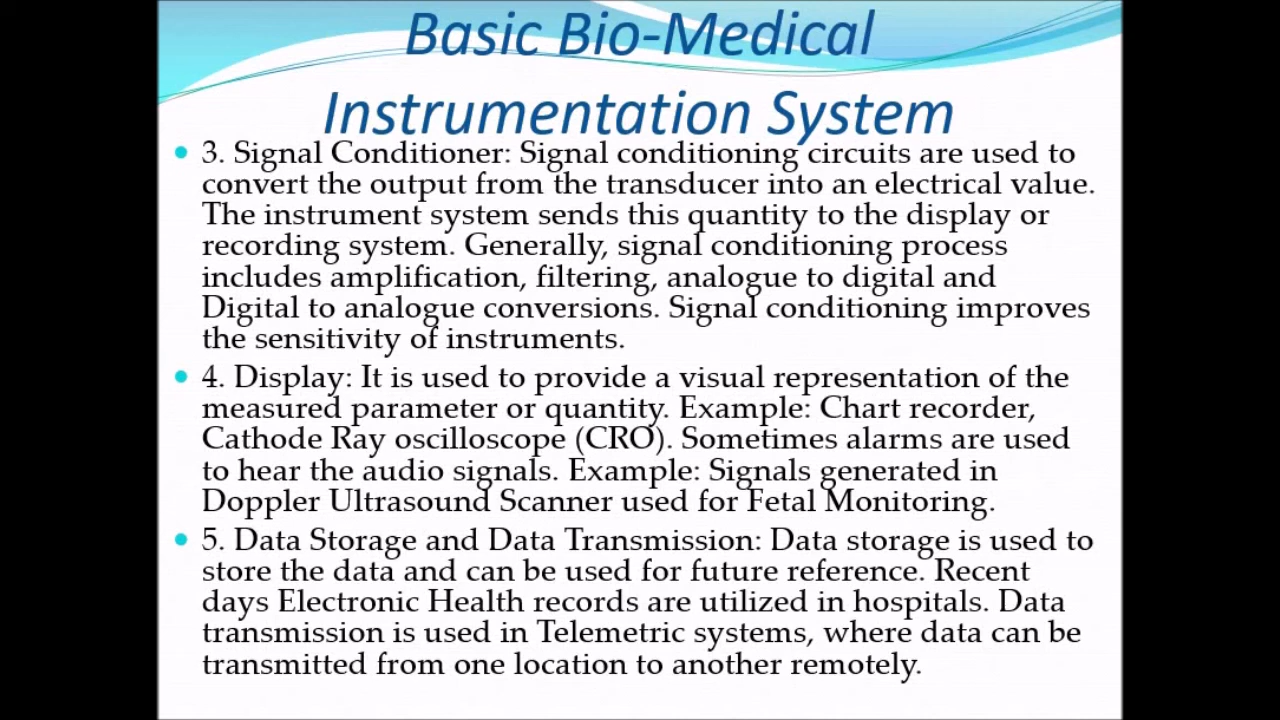 Basic Bio-Medical
Instrumentation System
3. Signal Conditioner: Signal conditioning circuits are used to
convert the output from the transducer into an electrical value.
The instrument system sends this quantity to the display or
recording system. Generally, signal conditioning process
includes amplification, filtering, analogue to digital and
Digital to analogue conversions. Signal conditioning improves
the sensitivity of instruments.
4. Display: It is used to provide a visual representation of the
measured parameter or quantity. Example: Chart recorder,
Cathode Ray oscilloscope (CRO). Sometimes alarms are used
to hear the audio signals. Example: Signals generated in
Doppler Ultrasound Scanner used for Fetal Monitoring.
5. Data Storage and Data Transmission: Data storage is used to
store the data and can be used for future reference. Recent
days Electronic Health records are utilized in hospitals. Data
transmission is used in Telemetric systems, where data can be
transmitted from one location to another remotely.